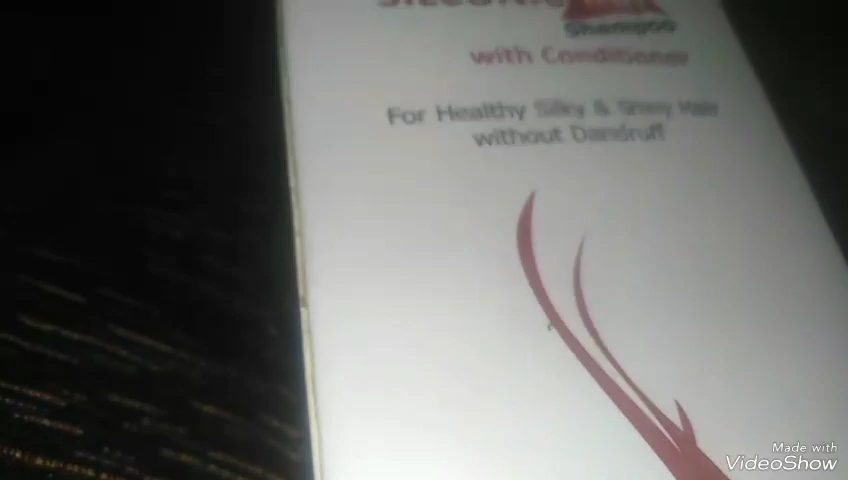 Shampoo
with Conditioner
For Healthy Silky & Shiny Hair
without Dandruff
Made with
VideoShow